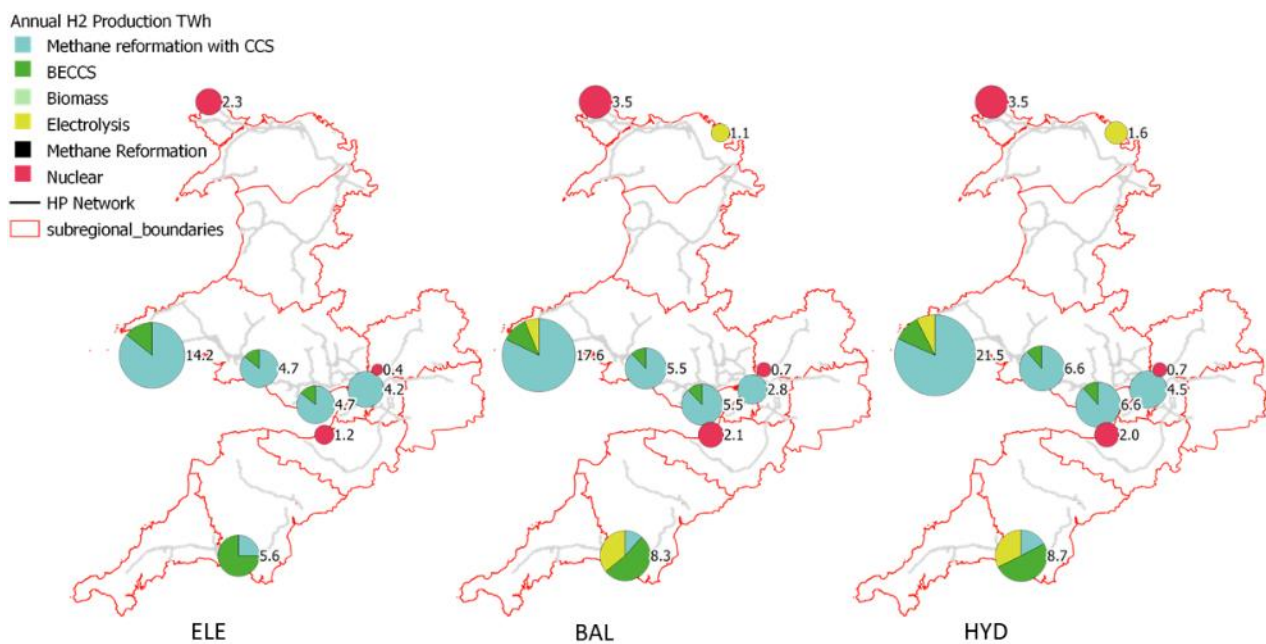 Annual H2 Production TWh
Methane reformation with CCS
BECCS
Biomass
Electrolysis
Methane Reformation
Nuclear
HP Network
subregional_boundaries
2.3
14.2
4.7
0.4
4.2
4.7
1.2
5.6
ELE
3.5
1.1
17.6
5.5
0.7
2.8
5.5
2.1
8.3
BAL
3.5
1.6
21.5
6.6
0.7
4.5
6.6
2.0
8.7
HYD